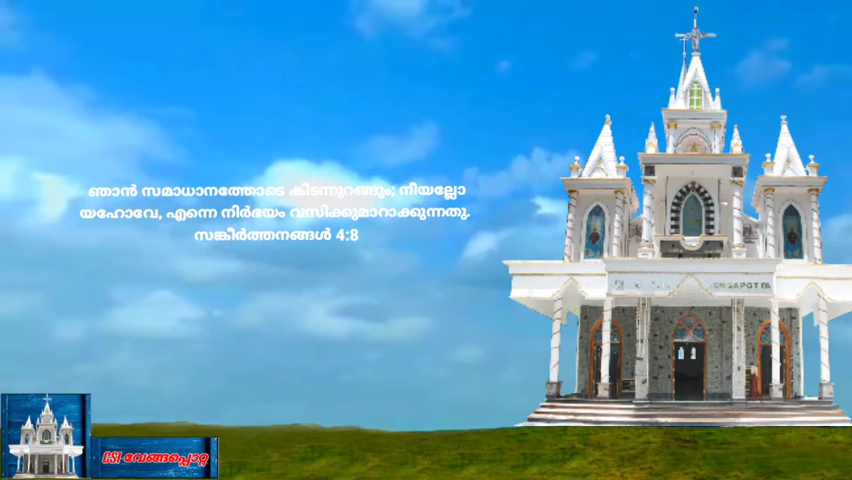 ഞാൻ സമാധാനത്തോടെ കിടന്നുറങ്ങും; നീയല്ലോ
യഹോവേ, എന്നെ നിർഭയം വസിക്കുമാറാക്കുന്നതു.
സങ്കീർത്തനങ്ങൾ 4:8
CSI വേങ്ങപ്പൊറ്റ